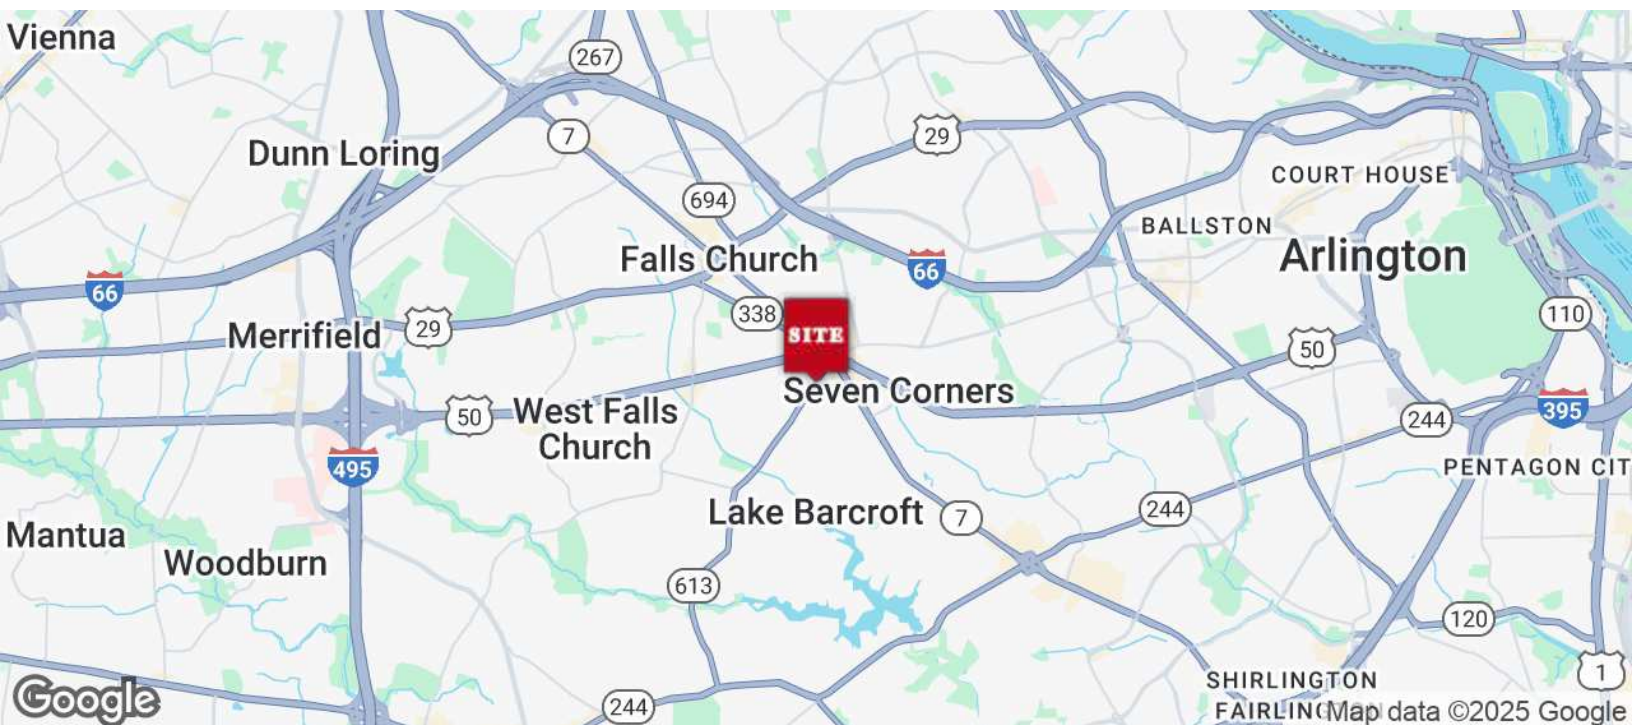 Vienna
267
7
29
Dunn Loring
COURT HOUSE
694
BALLSTON
Falls Church
Arlington
66
66
338
110
SITE
Merrifield
29
50
Seven Corners
395
West Falls
Church
50
244
495
PENTAGON CIT
Lake Barcroft
7
244
Mantua
Woodburn
613
120
1
SHIRLINGTON
Google
244
FAIRLING
Map data ©2025 Google